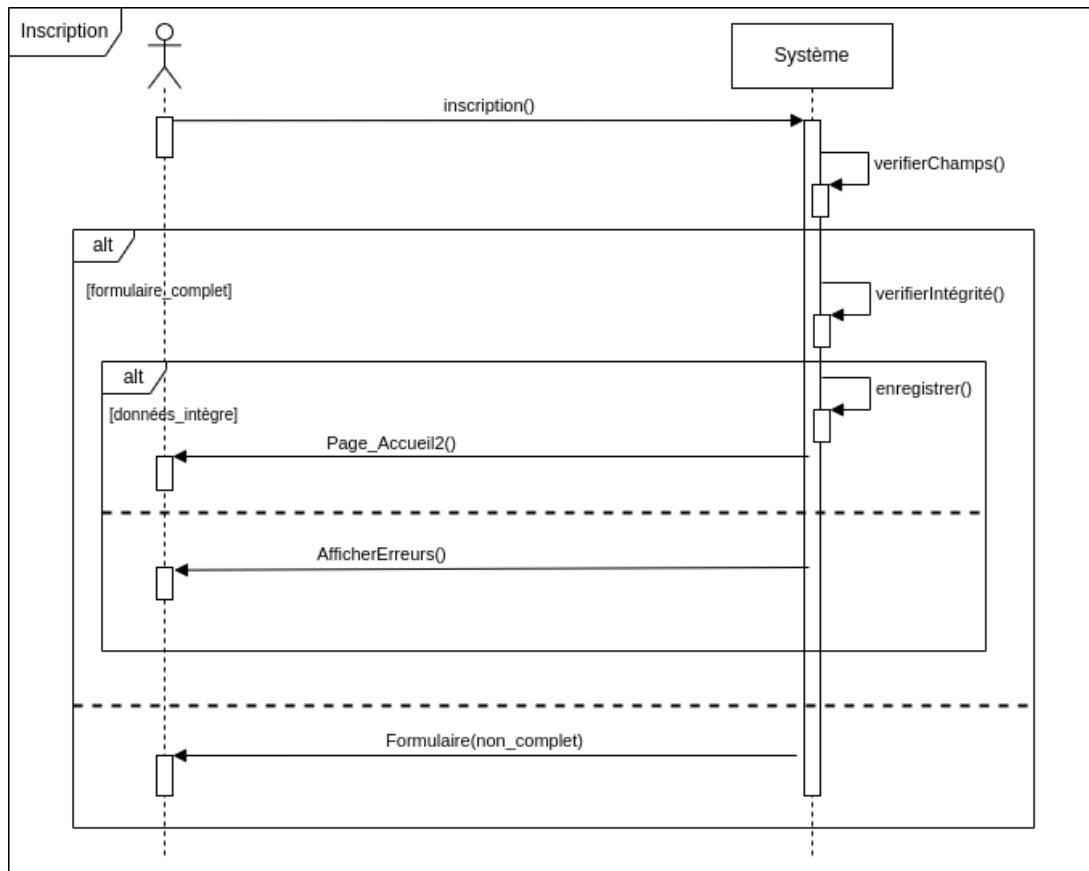 Inscription
Système
inscription()
verifierChamps()
alt
[formulaire_complet]
verifierIntégrité()
alt
enregistrer()
[données_intègre]
Page_Accueil2()
AfficherErreurs()
Formulaire(non_complet)